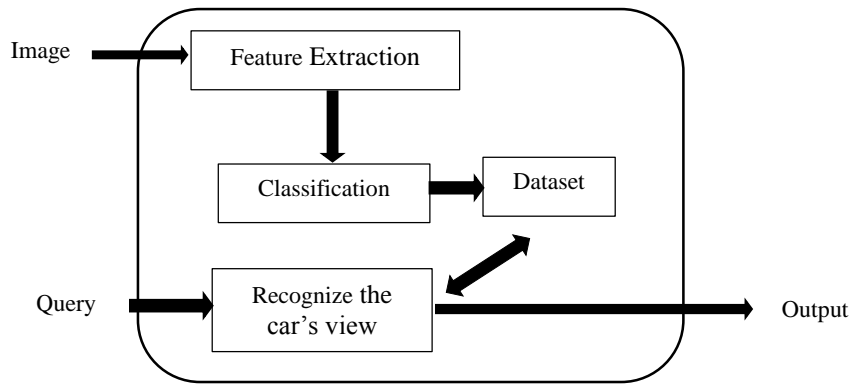 Image
Feature Extraction
Classification
Dataset
Query
Recognize the
car's view
Output